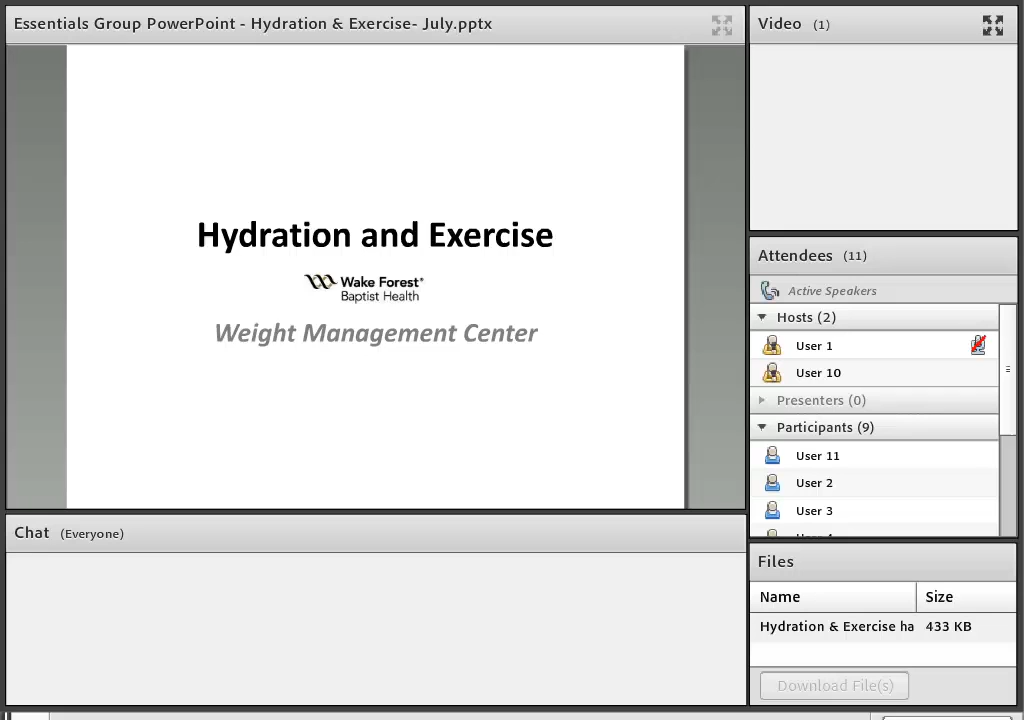 Essentials Group PowerPoint - Hydration & Exercise- July.pptx
Hydration and Exercise
Wake Forest®
Baptist Health
Weight Management Center
Chat (Everyone)
Video (1)
Attendees (11)
Active Speakers
Hosts (2)
User 1
User 10
Presenters (0)
Participants (9)
User 11
User 2
User 3
Files
Name Size
Hydration & Exercise ha 433 KB
Download File(s)